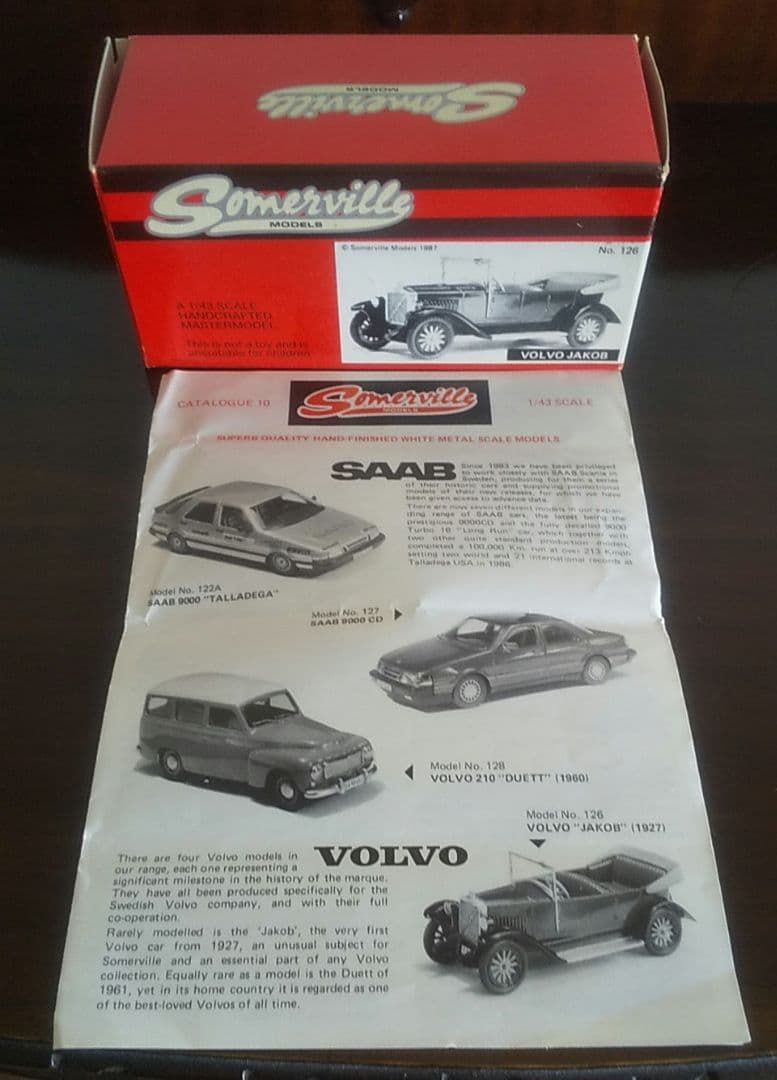 Somerville
MODELS
Somerville
MODELS
© Somerville Models 1987
No. 126
A 1/43 SCALE
HANDCRAFTED
MASTERMODEL
This is not a toy and is
unsuitable for children
VOLVO JAKOB
CATALOGUE 10
Somerville
MODELS
1/43 SCALE
SUPERB QUALITY HAND-FINISHED WHITE METAL SCALE MODELS
SAAB
Since 1983 we have been privileged
to work closely with SAAB-Scania in
Sweden, producing for them a series
of their historic cars and supplying promotional
models of their new releases, for which we have
been given access to advance data.
There are now seven different models in our expan-
ding range of SAAB cars, the latest being the
prestigious 9000CD and the fully decalled 9000
Turbo 16 "Long Run" car, which together with
two other quite standard production models,
completed a 100,000 Km. run at over 213 Kmph
setting two world and 21 international records at
Talladega USA in 1986.
Model No. 122A
SAAB 9000 "TALLADEGA"
Model No. 127
SAAB 9000 CD
Model No. 128
VOLVO 210 "DUETT" (1960)
Model No. 126
VOLVO "JAKOB" (1927)
VOLVO
There are four Volvo models in
our range, each one representing a
significant milestone in the history of the marque.
They have all been produced specifically for the
Swedish Volvo company, and with their full
co-operation.
Rarely modelled is the 'Jakob', the very first
Volvo car from 1927, an unusual subject for
Somerville and an essential part of any Volvo
collection. Equally rare as a model is the Duett of
1961, yet in its home country it is regarded as one
of the best-loved Volvos of all time.